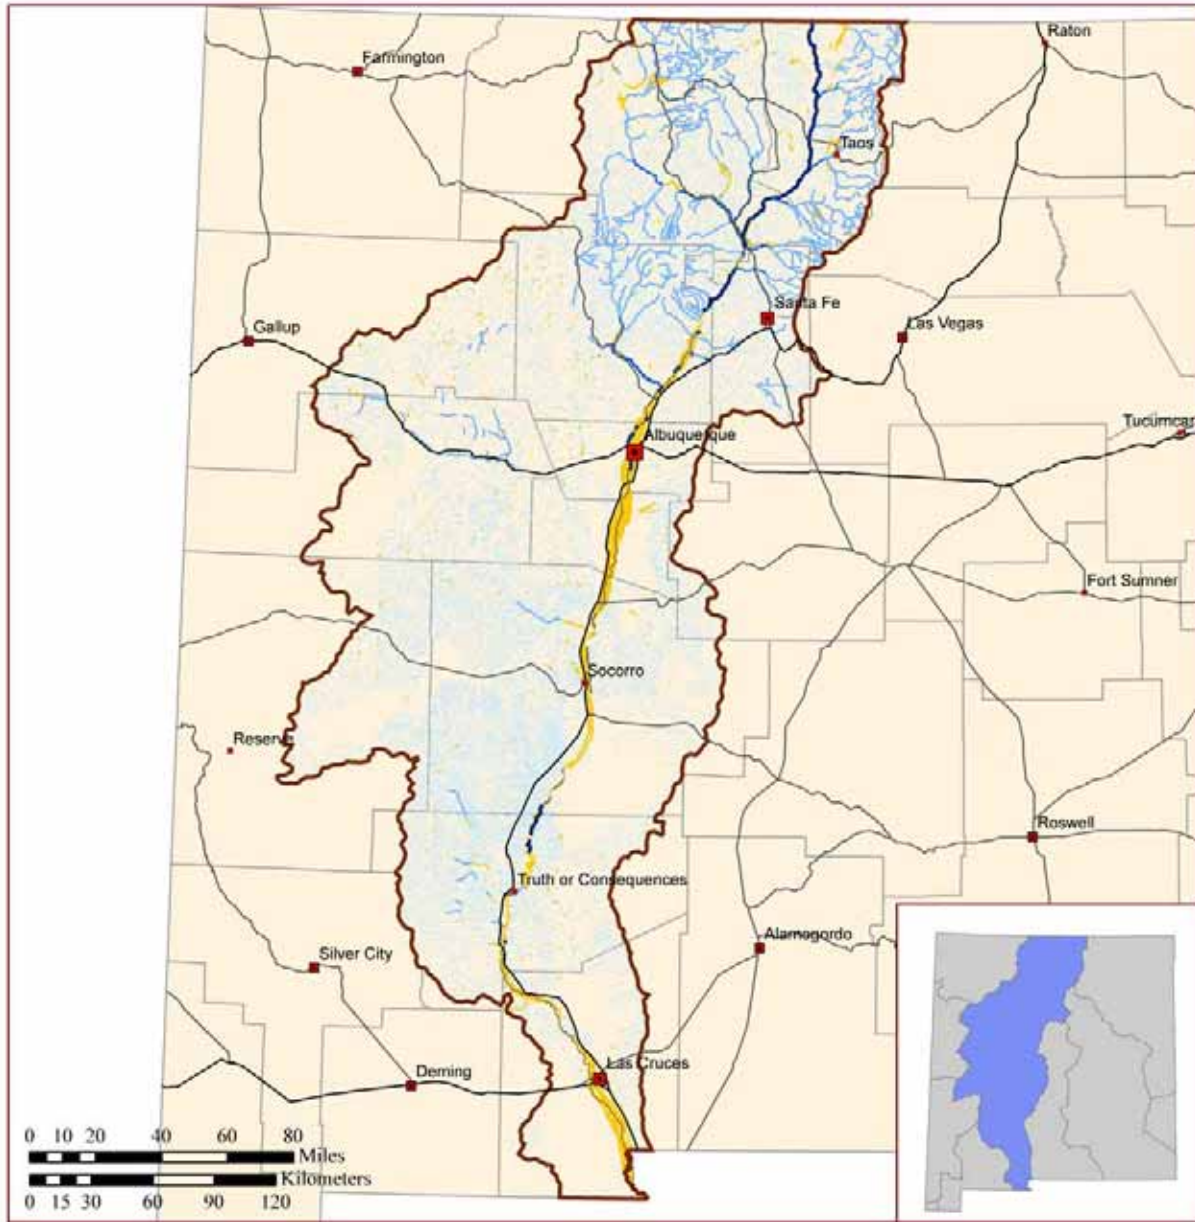 Raton
Farmington
Taos
Santa Fe
Gallup
Las Vegas
Tucumcar
Albuquerque
Fort Sumner
Socorro
Reserve
Roswell
Truth or Consequences
Alamogordo
Silver City
Las Cruces
Deming
0 10 20 40 60 80
Miles
Kilometers
0 15 30 60 90 120